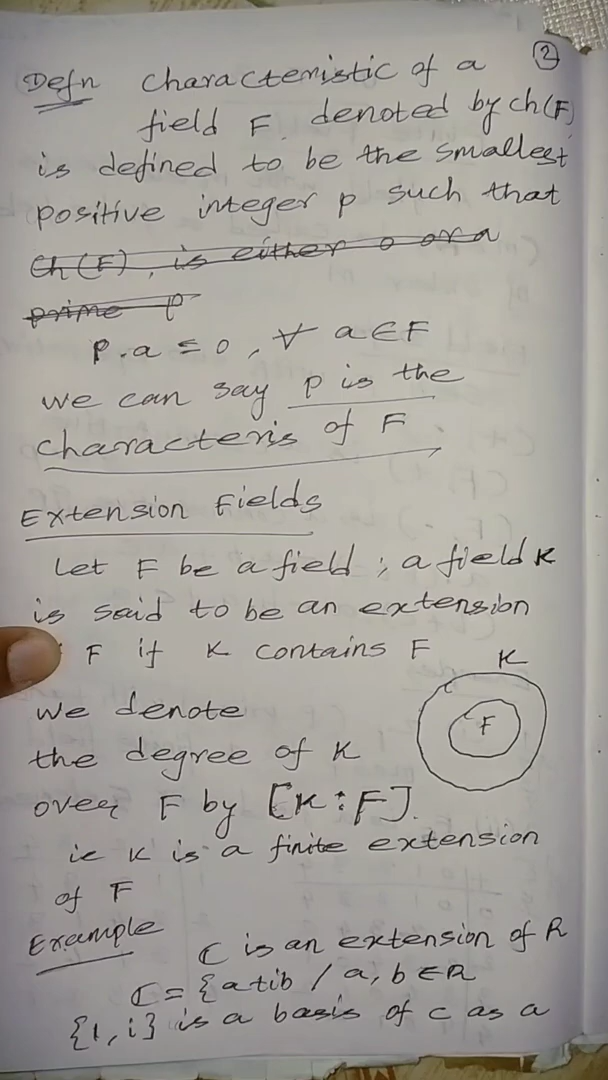 2
Defn Characteristic of a
field F, denoted by ch(F)
is defined to be the smallest
positive integer p such that
Ch(F), is either 0 or a
prime p
p.a = 0, ∀ a∈F
we can say p is the
characteris of F
Extension Fields
Let F be a field; a field K
is said to be an extension
F if K contains F
K
F
we denote
the degree of K
over F by [K:F].
ie K is a finite extension
of F
Example
C is an extension of R
C = {a+ib / a, b ∈R
{1, i} is a basis of C as a